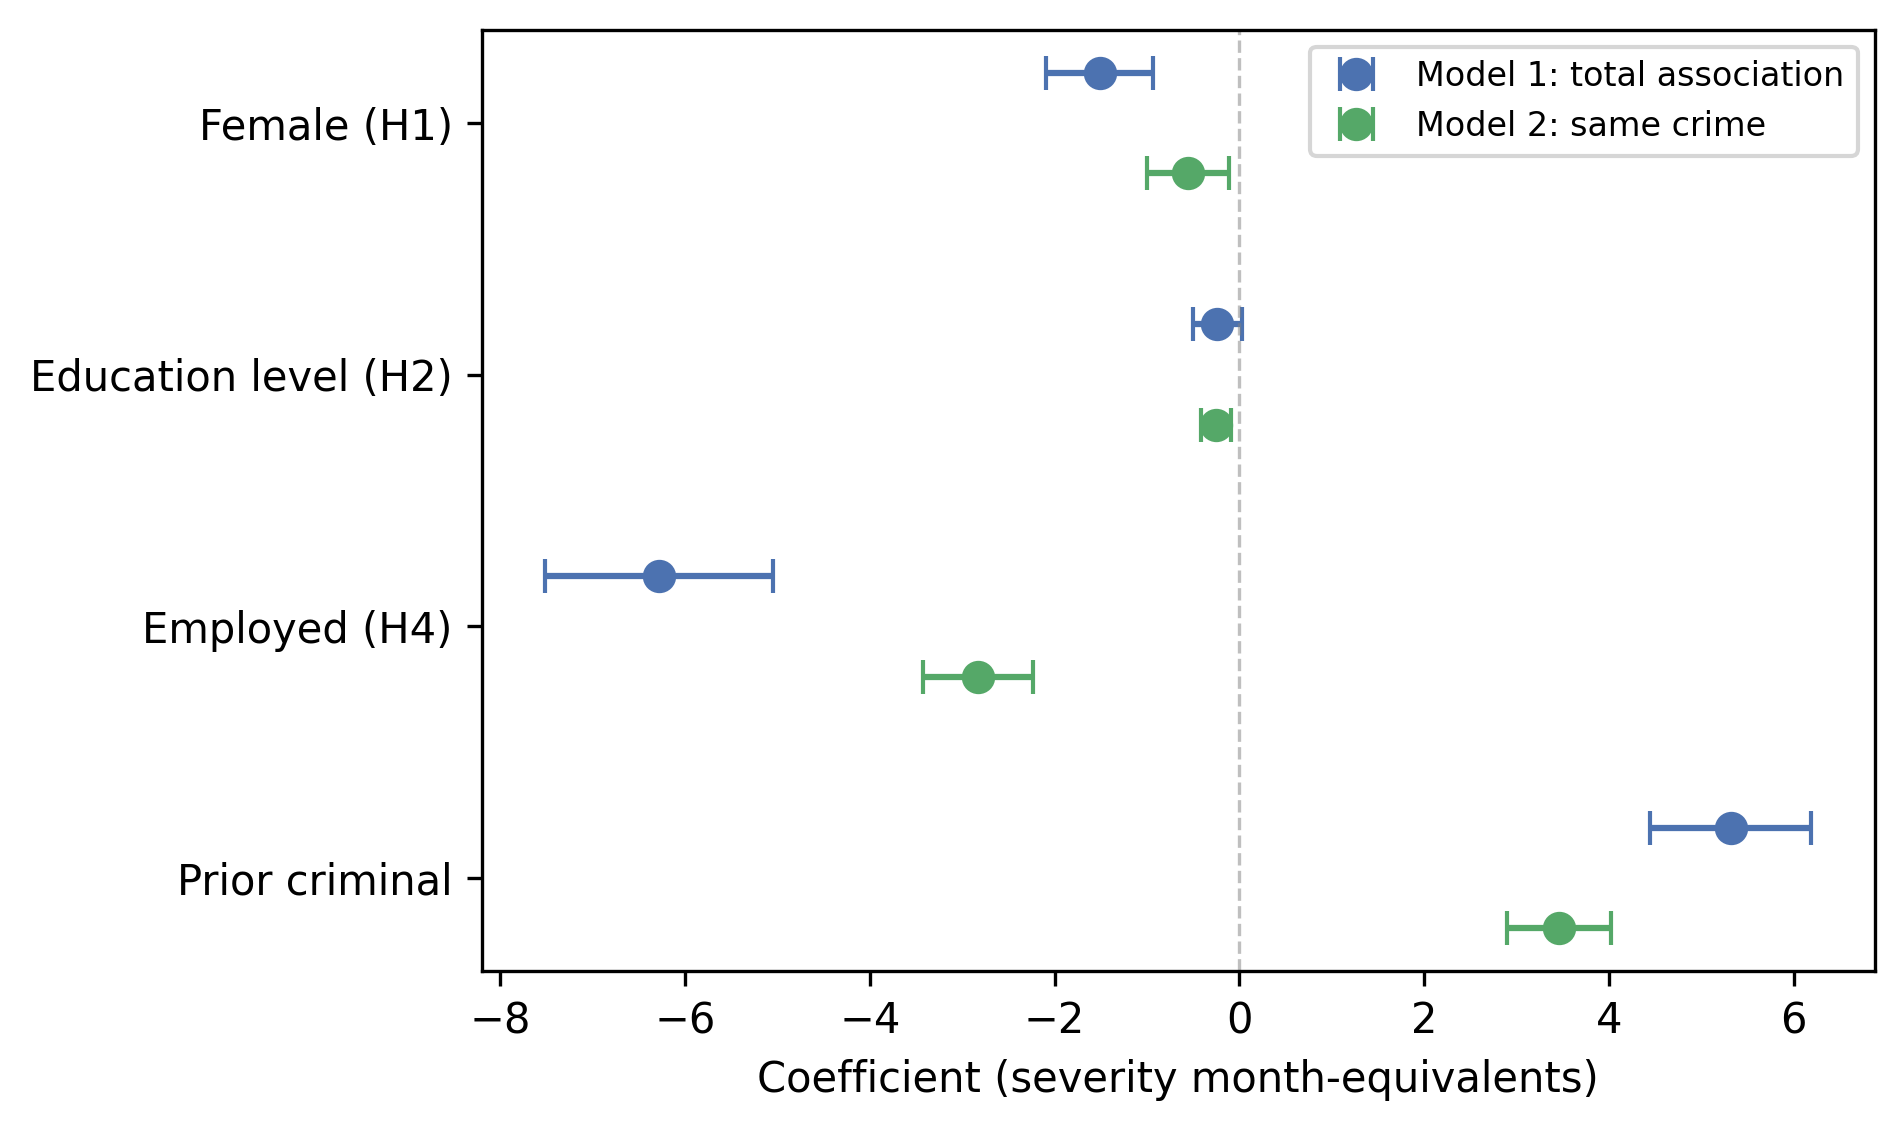 Model 1: total association
Model 2: same crime
Female (H1)
Education level (H2)
Employed (H4)
Prior criminal
−8 −6 −4 −2 0 2 4 6
Coefficient (severity month-equivalents)